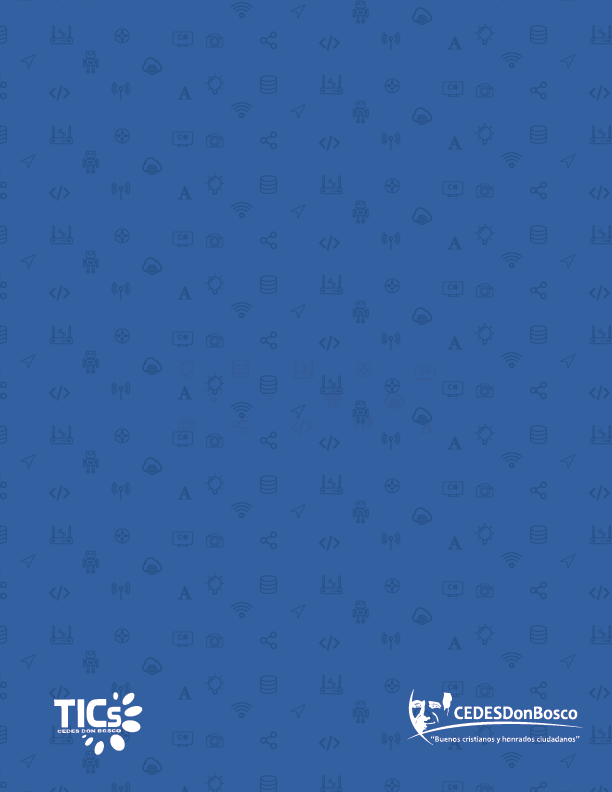 TICs
CEDES DON BOSCO
CEDESDonBosco
"Buenos cristianos y honrados ciudadanos"